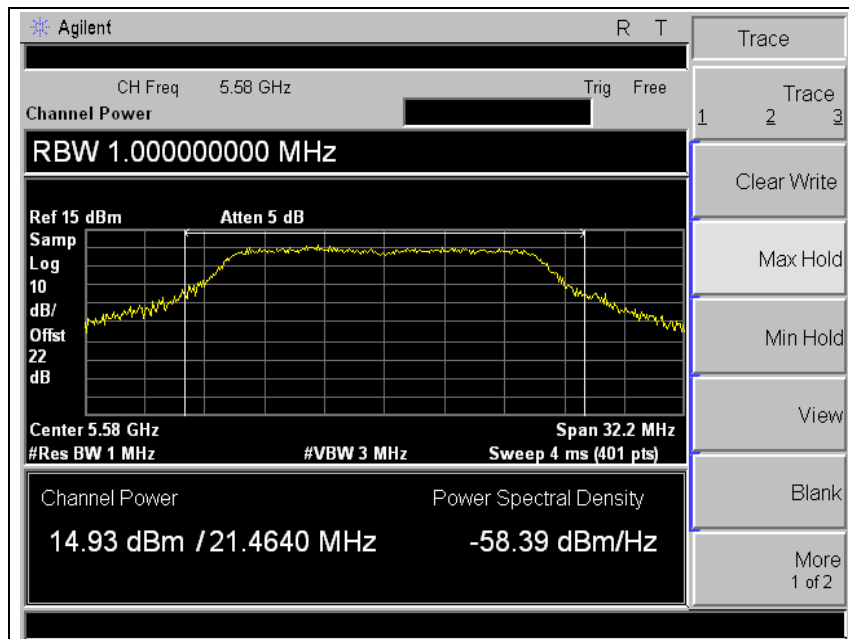 Agilent R T
CH Freq 5.58 GHz Trig Free
Channel Power
RBW 1.000000000 MHz
Ref 15 dBm Atten 5 dB
Samp
Log
10
dB/
Offst
22
dB
Center 5.58 GHz Span 32.2 MHz
#Res BW 1 MHz #VBW 3 MHz Sweep 4 ms (401 pts)
Channel Power Power Spectral Density
14.93 dBm / 21.4640 MHz -58.39 dBm/Hz
Trace
Trace
1 2 3
Clear Write
Max Hold
Min Hold
View
Blank
More
1 of 2